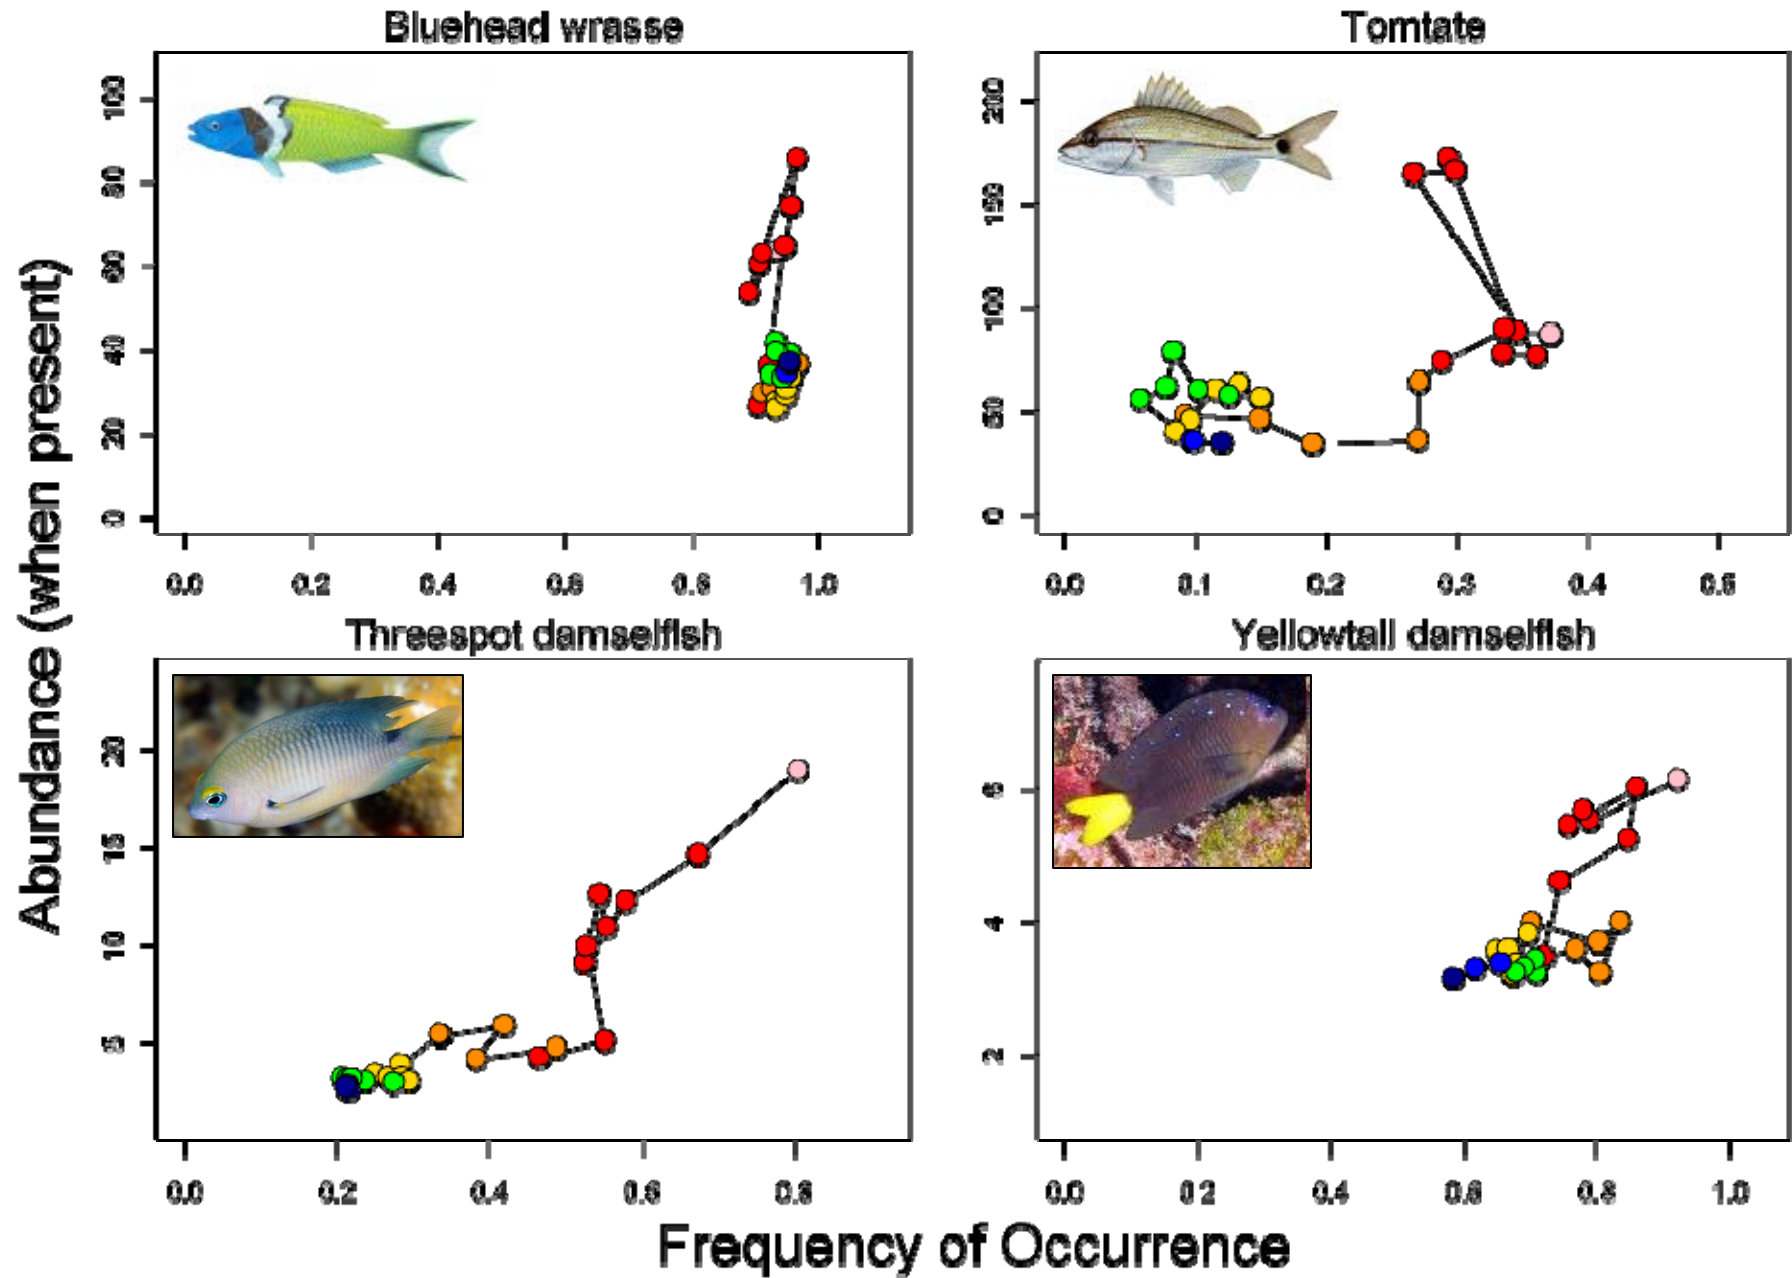 Bluehead wrasse
Tomtate
100
80
60
40
20
0
200
150
100
50
0
0.0 0.2 0.4 0.6 0.8 1.0
0.0 0.1 0.2 0.3 0.4 0.5
Threespot damselfish
Yellowtail damselfish
20
15
10
5
6
4
2
0.0 0.2 0.4 0.6 0.8
0.0 0.2 0.4 0.6 0.8 1.0
Abundance (when present)
Frequency of Occurrence